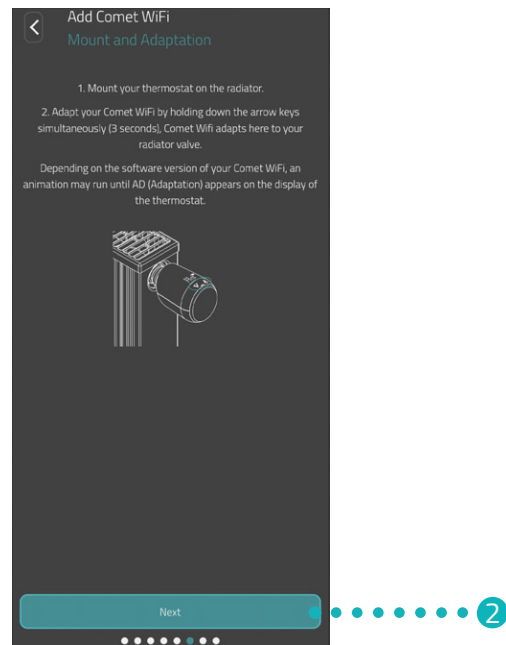 Add Comet WiFi
Mount and Adaptation
1. Mount your thermostat on the radiator.
2. Adapt your Comet WiFi by holding down the arrow keys
simultaneously (3 seconds), Comet Wifi adapts here to your
radiator valve.
Depending on the software version of your Comet WiFi, an
animation may run until AD (Adaptation) appears on the display of
the thermostat.
Next
2